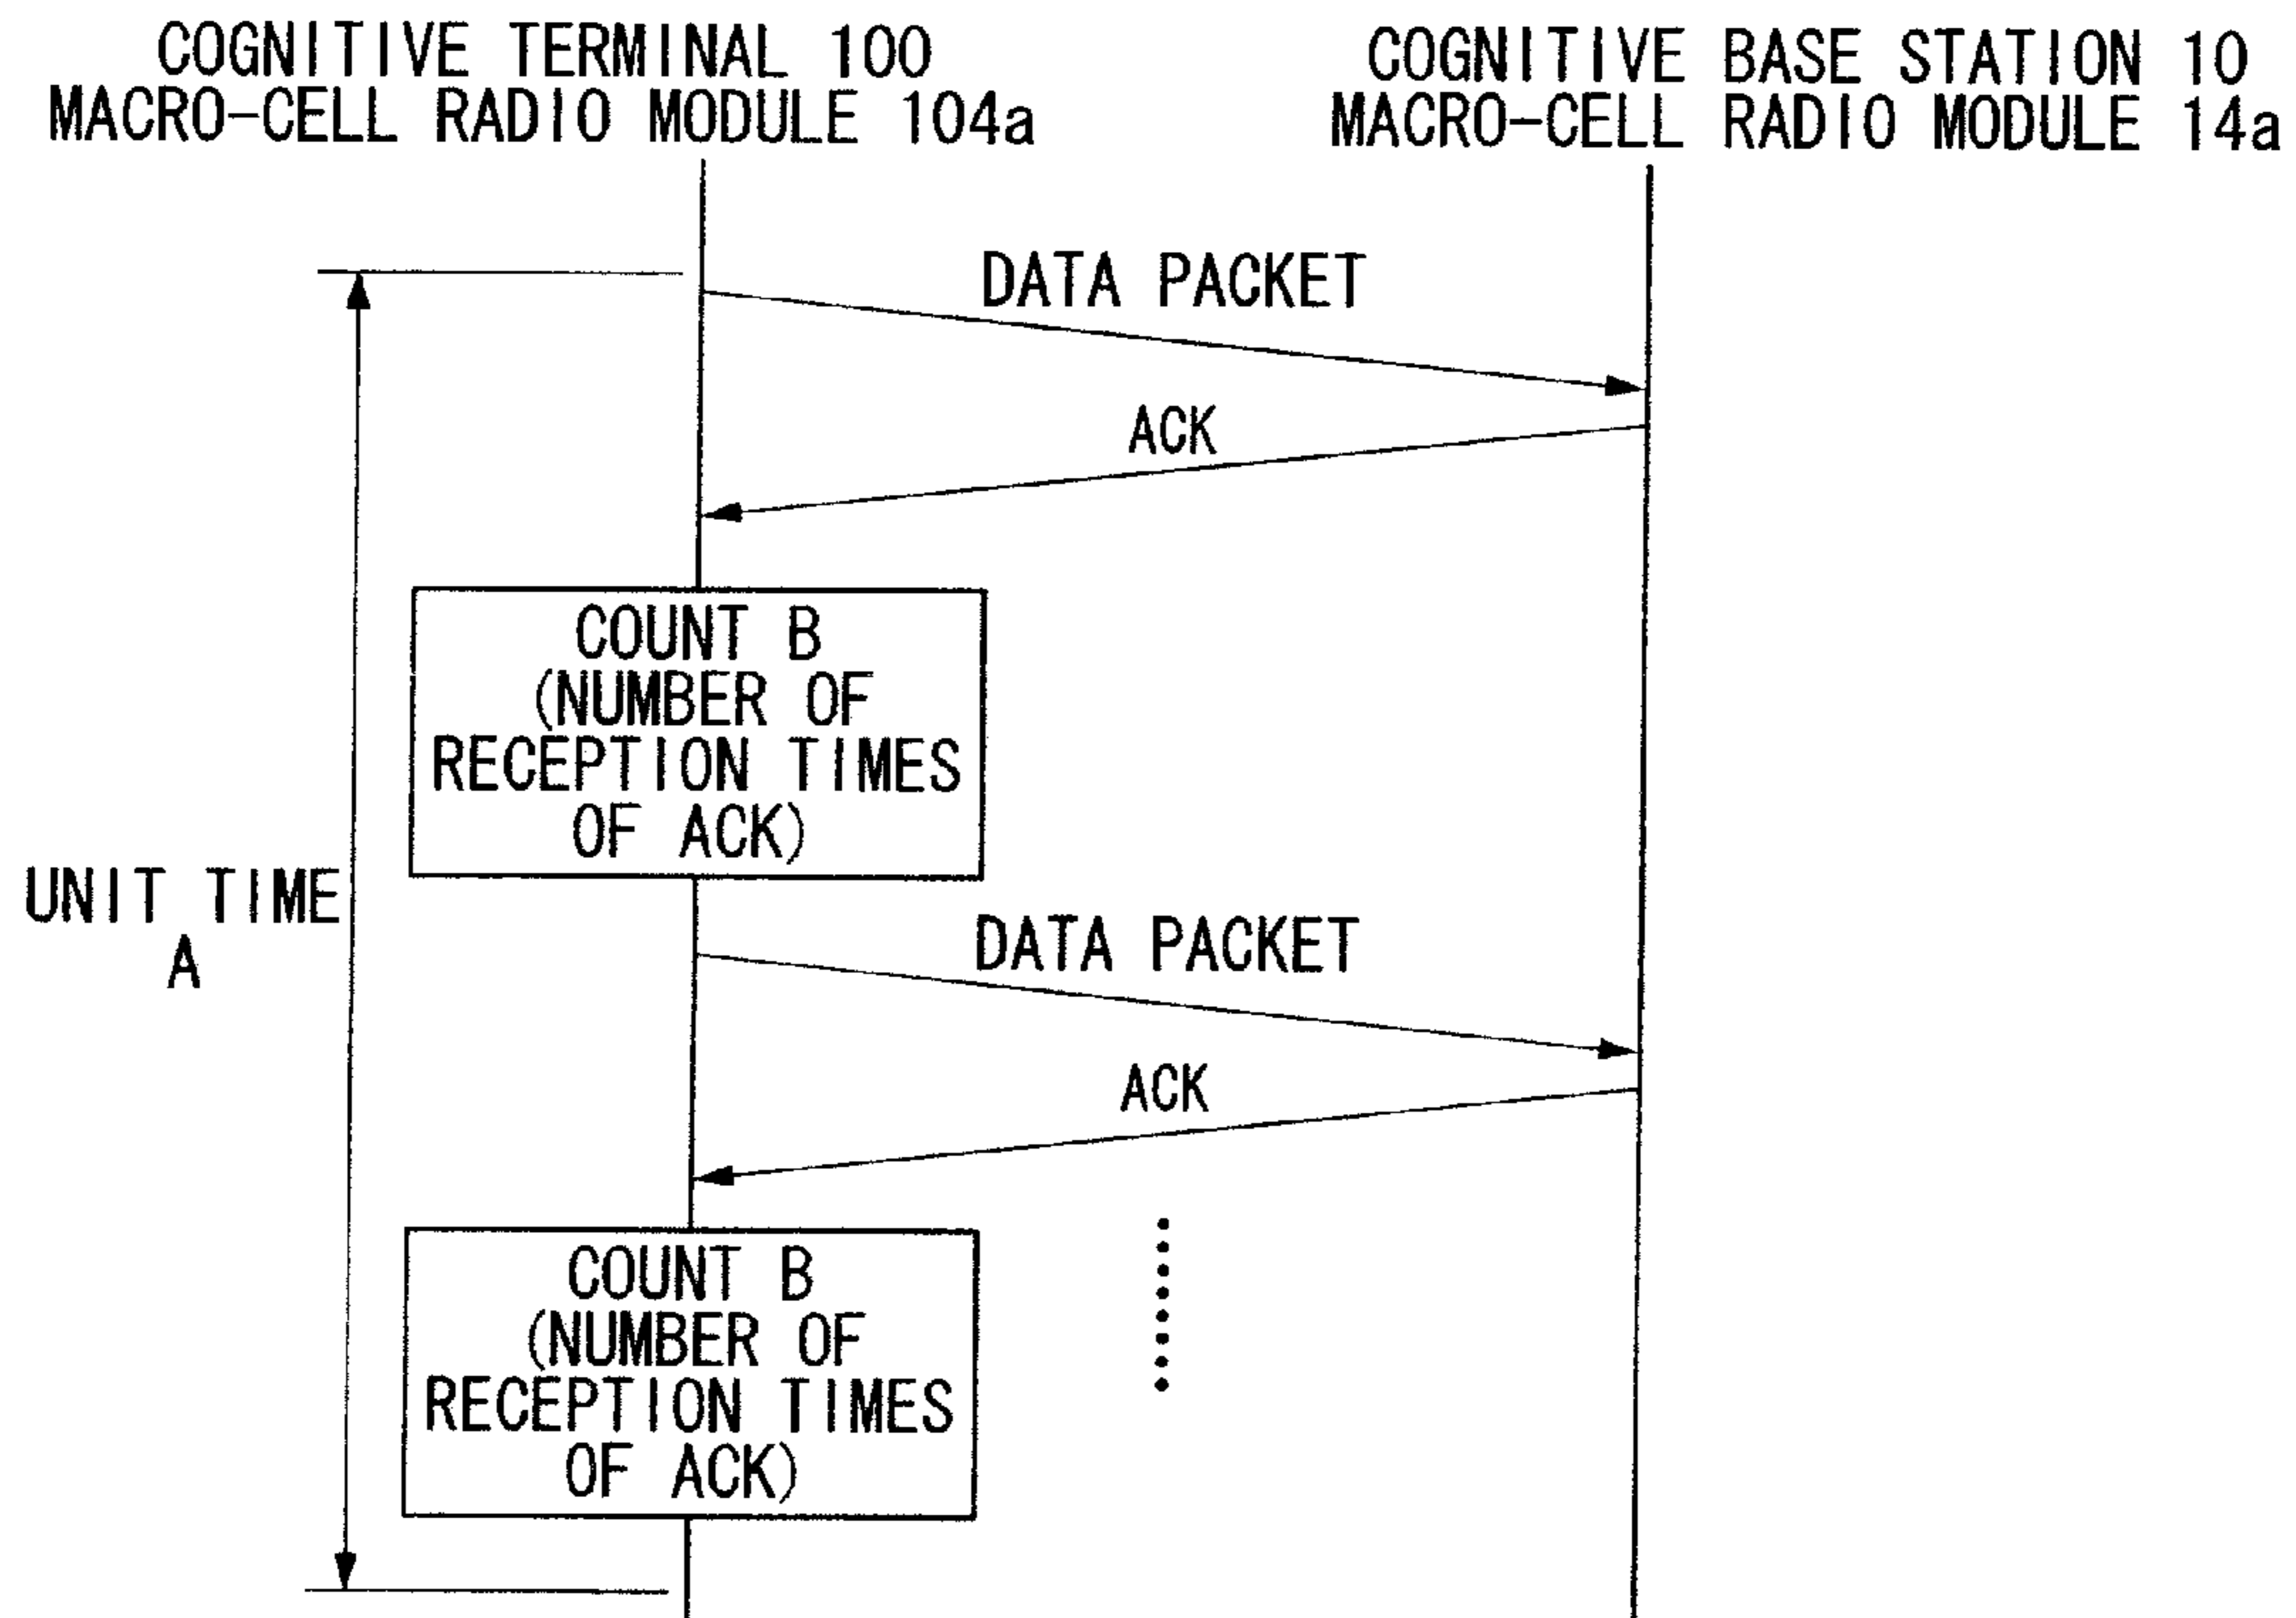 COGNITIVE TERMINAL 100
MACRO-CELL RADIO MODULE 104a
COGNITIVE BASE STATION 10
MACRO-CELL RADIO MODULE 14a
DATA PACKET
ACK
COUNT B
(NUMBER OF
RECEPTION TIMES
OF ACK)
UNIT TIME
A
DATA PACKET
ACK
COUNT B
(NUMBER OF
RECEPTION TIMES
OF ACK)